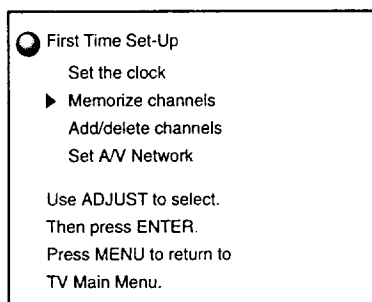 First Time Set-Up
Set the clock
Memorize channels
Add/delete channels
Set A/V Network
Use ADJUST to select.
Then press ENTER.
Press MENU to return to
TV Main Menu.